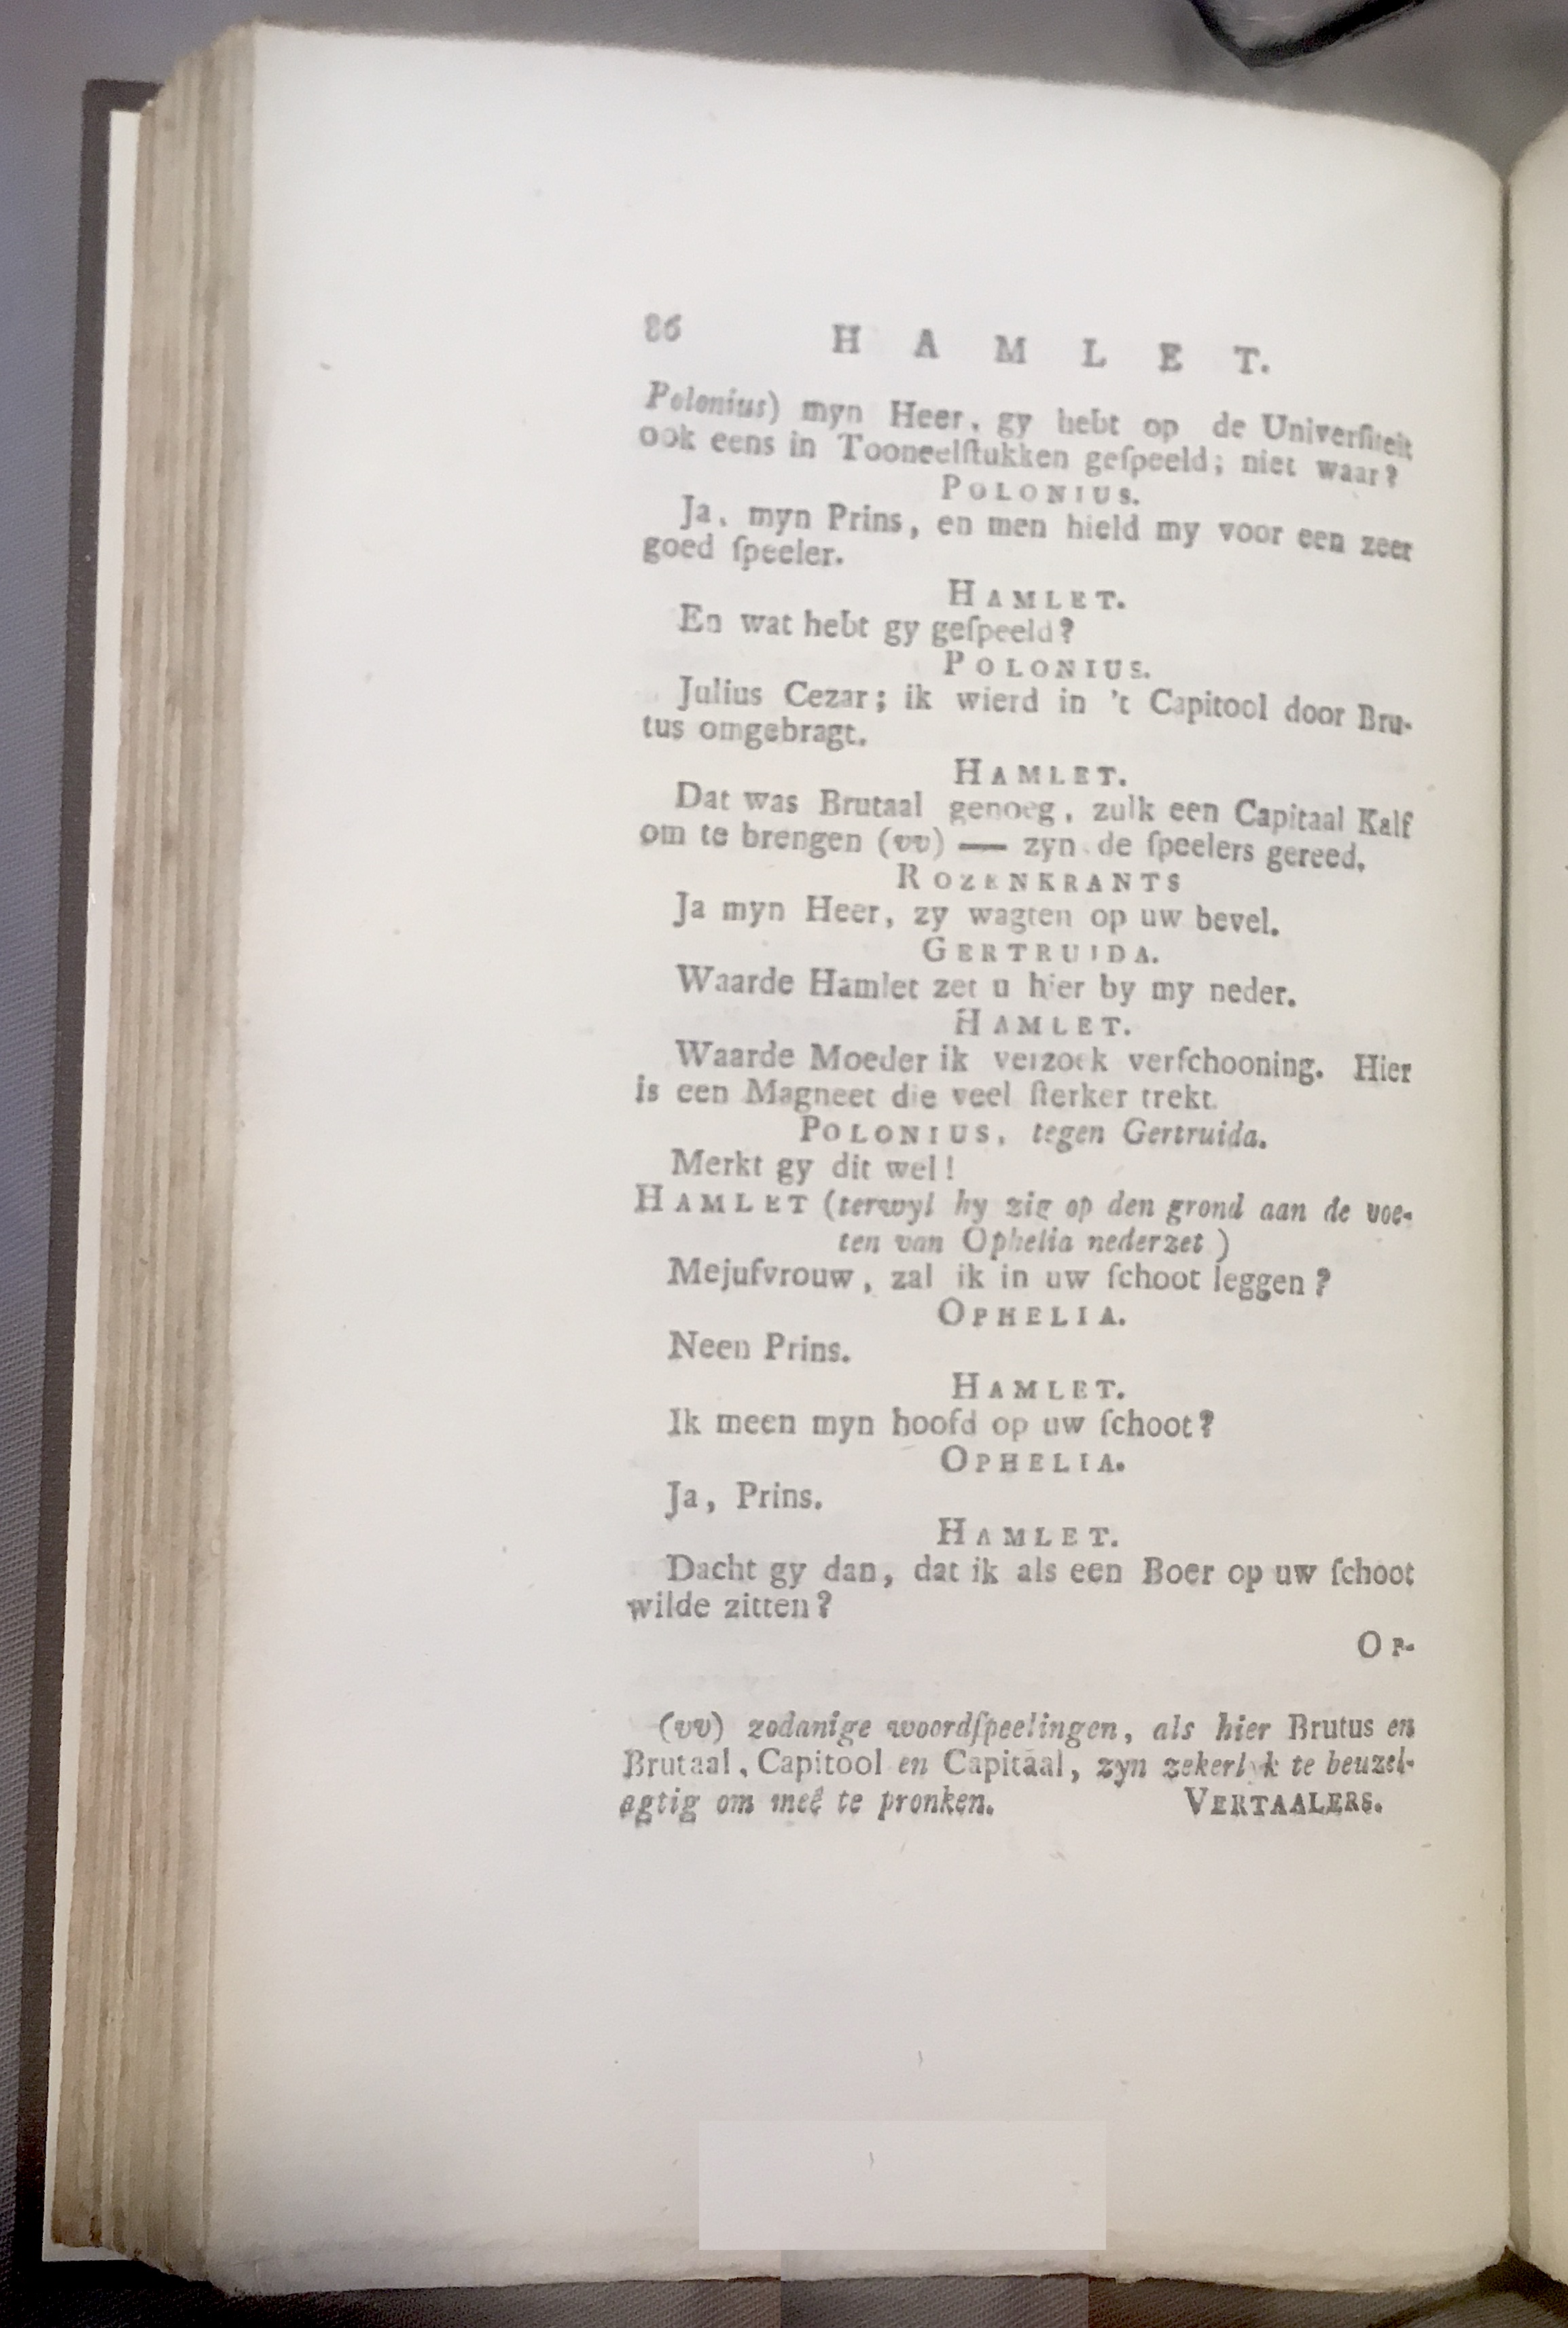 86 H A M L E T.
Polonius) myn Heer, gy hebt op de Univerſiteit
ook eens in Tooneelſtukken geſpeeld; niet waar?
POLONIUS.
Ja, myn Prins, en men hield my voor een zeer
goed ſpeeler.
HAMLET.
En wat hebt gy geſpeeld?
POLONIUS.
Julius Cezar; ik wierd in 't Capitool door Bru-
tus omgebragt.
HAMLET.
Dat was Brutaal genoeg, zulk een Capitaal Kalf
om te brengen (vv) — zyn de ſpeelers gereed.
ROZENKRANTS
Ja myn Heer, zy wagten op uw bevel.
GERTRUIDA.
Waarde Hamlet zet u hier by my neder.
HAMLET.
Waarde Moeder ik verzoek verſchooning. Hier
is een Magneet die veel ſterker trekt.
POLONIUS, tegen Gertruida.
Merkt gy dit wel!
HAMLET (terwyl hy zig op den grond aan de voe-
ten van Ophelia nederzet)
Mejufvrouw, zal ik in uw ſchoot leggen?
OPHELIA.
Neen Prins.
HAMLET.
Ik meen myn hoofd op uw ſchoot?
OPHELIA.
Ja, Prins.
HAMLET.
Dacht gy dan, dat ik als een Boer op uw ſchoot
wilde zitten?
OP-
(vv) zodanige woordſpeelingen, als hier Brutus en
Brutaal, Capitool en Capitaal, zyn zekerlyk te beuzel-
agtig om meê te pronken. VERTAALERS.